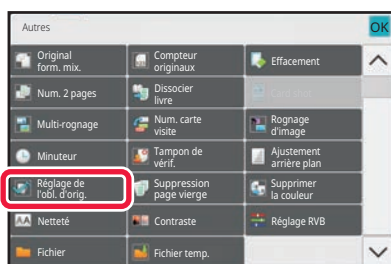 Autres
OK
Original
form. mix.
Compteur
originaux
Effacement
Num. 2 pages
Dissocier
livre
Card shot
Multi-rognage
Num. carte
visite
Rognage
d'image
Minuteur
Tampon de
vérif.
Ajustement
arrière plan
Réglage de
l'obl. d'orig.
Suppression
page vierge
Supprimer
la couleur
Netteté
Contraste
Réglage RVB
Fichier
Fichier temp.